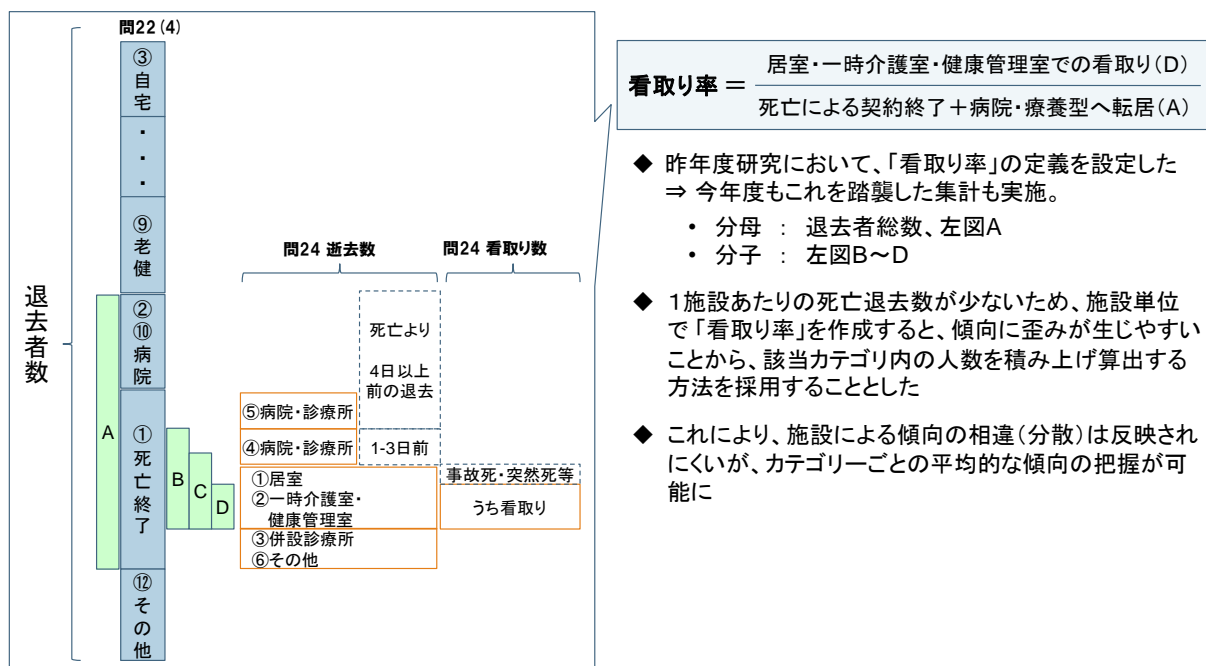 問22(4)
退去者数
③自宅
・・・
⑨老健
②⑩病院
①死亡終了
⑫その他
A
B
C
D
問24 逝去数
問24 看取り数
死亡より
4日以上
前の退去
⑤病院・診療所
④病院・診療所
1-3日前
①居室
②一時介護室・
健康管理室
事故死・突然死等
うち看取り
③併設診療所
⑥その他
看取り率 =
居室・一時介護室・健康管理室での看取り(D)
死亡による契約終了+病院・療養型へ転居(A)
◆ 昨年度研究において、「看取り率」の定義を設定した
⇒ 今年度もこれを踏襲した集計も実施。
• 分母 : 退去者総数、左図A
• 分子 : 左図B~D
◆ 1施設あたりの死亡退去数が少ないため、施設単位
で「看取り率」を作成すると、傾向に歪みが生じやすい
ことから、該当カテゴリ内の人数を積み上げ算出する
方法を採用することとした
◆ これにより、施設による傾向の相違(分散)は反映され
にくいが、カテゴリーごとの平均的な傾向の把握が可
能に